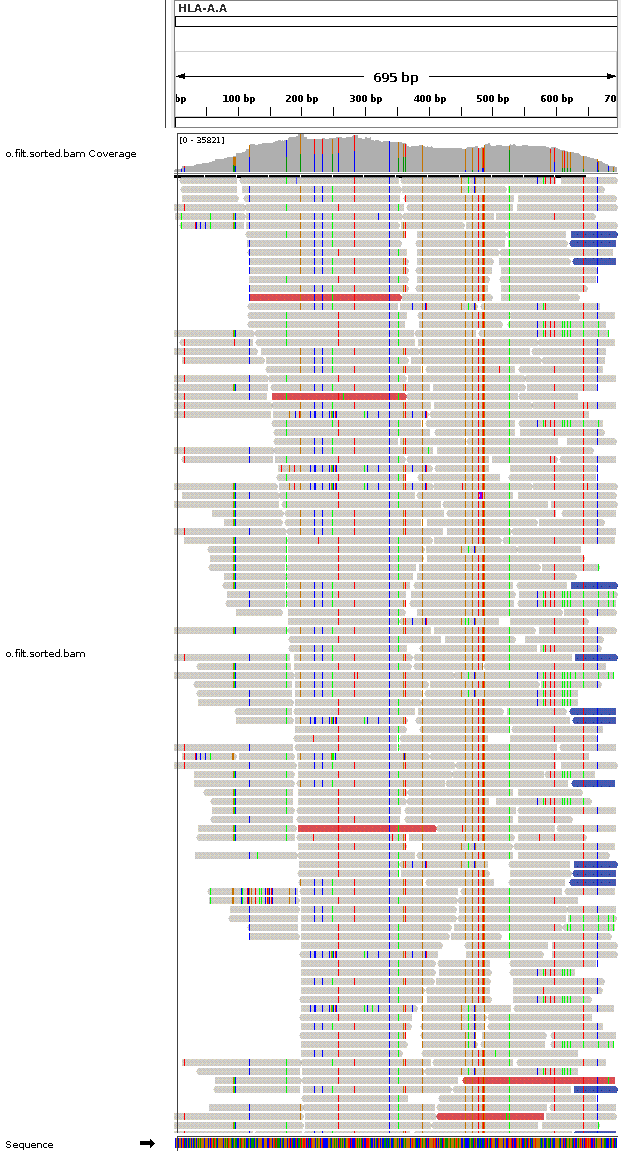 HLA-A.A
695 bp
bp 100 bp 200 bp 300 bp 400 bp 500 bp 600 bp 70
[0 - 35821]
o.filt.sorted.bam Coverage
o.filt.sorted.bam
Sequence